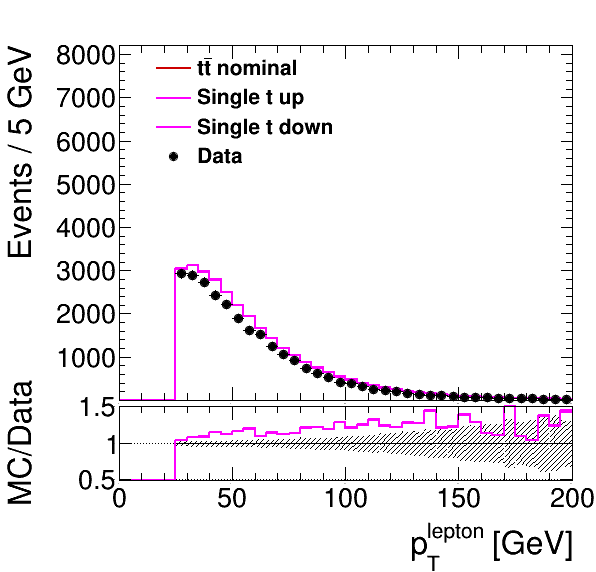 Events / 5 GeV
8000
7000
6000
5000
4000
3000
2000
1000
tt̄ nominal
Single t up
Single t down
Data
MC/Data
1.5
1
0.5
0 50 100 150 200
p_T^lepton [GeV]